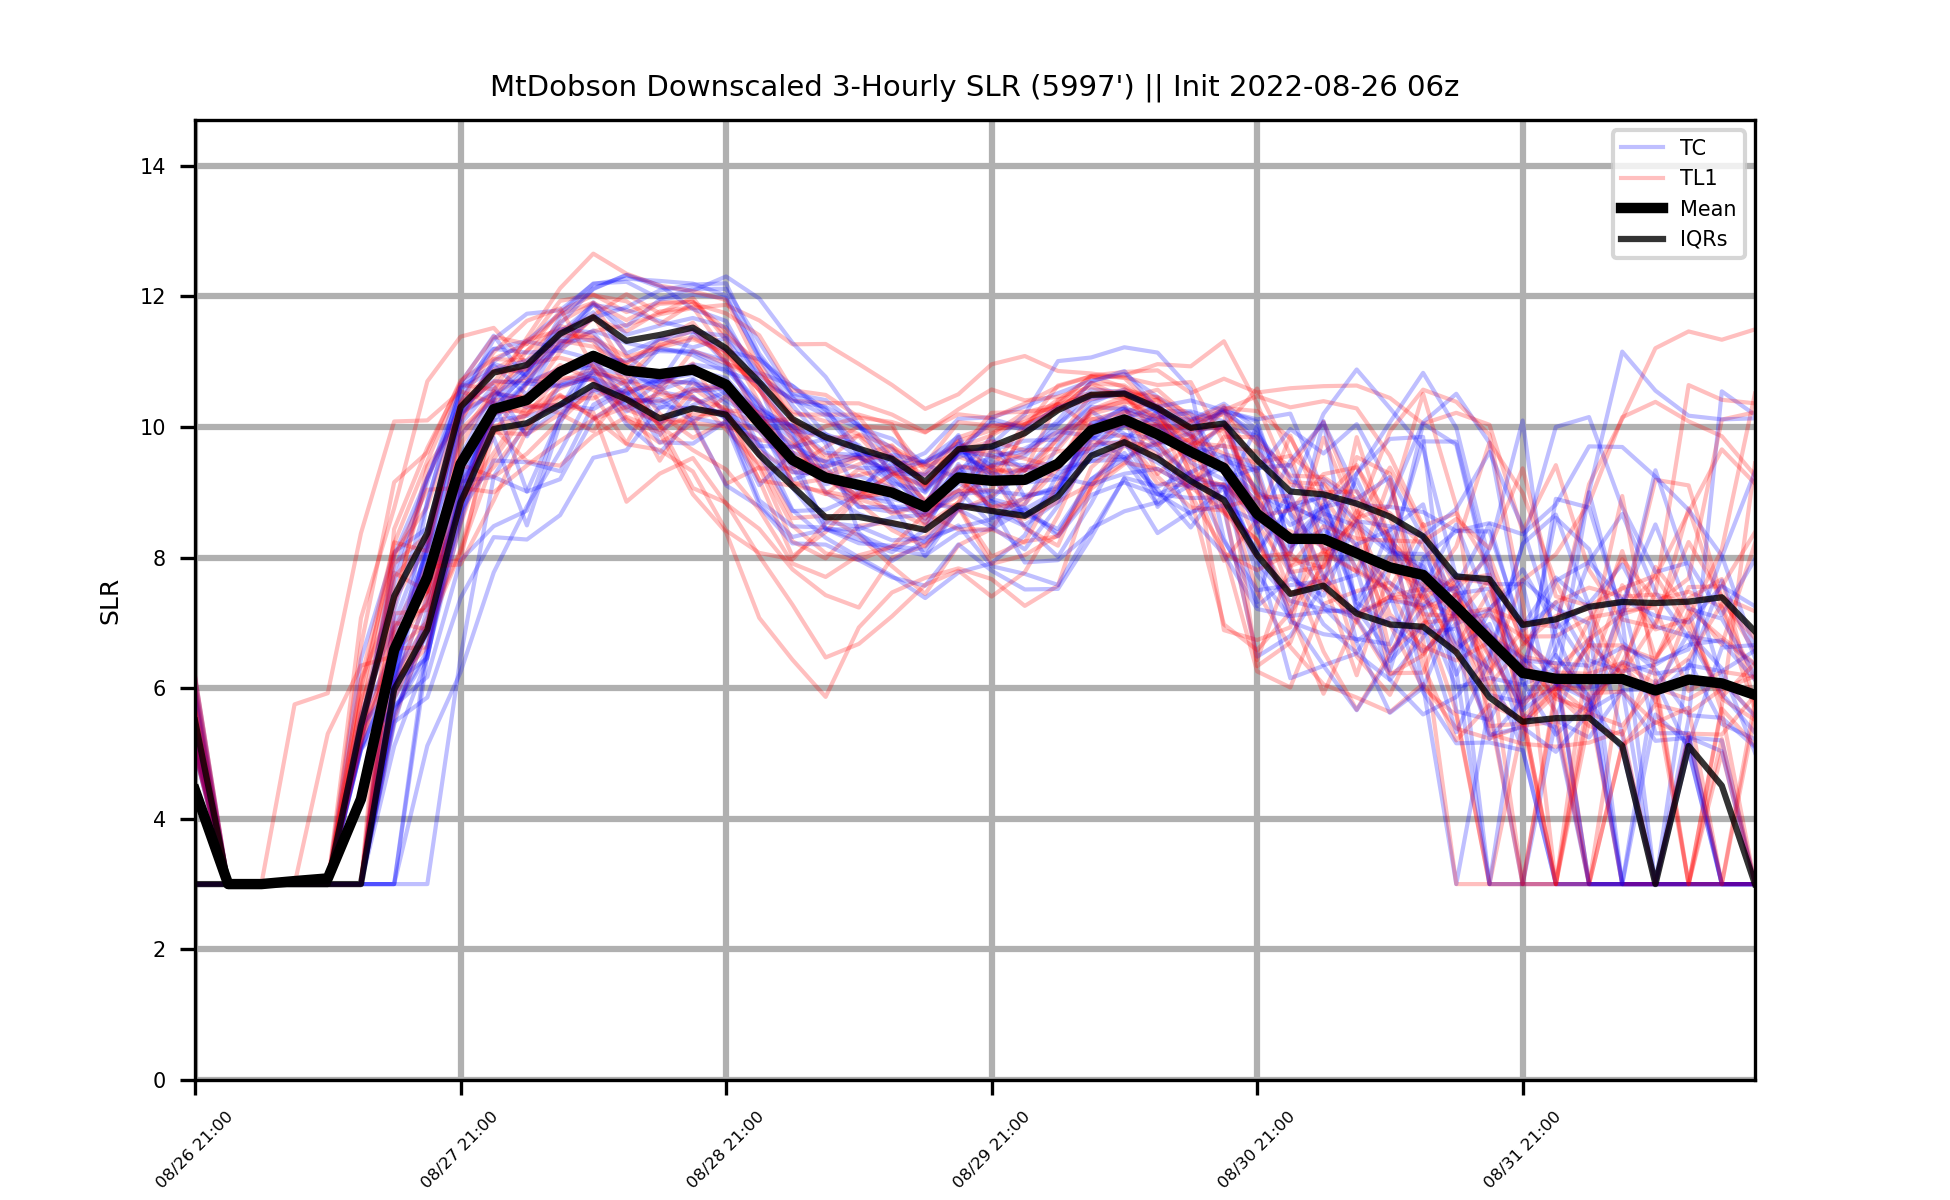 MtDobson Downscaled 3-Hourly SLR (5997') || Init 2022-08-26 06z
TC
TL1
Mean
IQRs
14
12
10
8
6
4
2
0
SLR
08/26 21:00
08/27 21:00
08/28 21:00
08/29 21:00
08/30 21:00
08/31 21:00